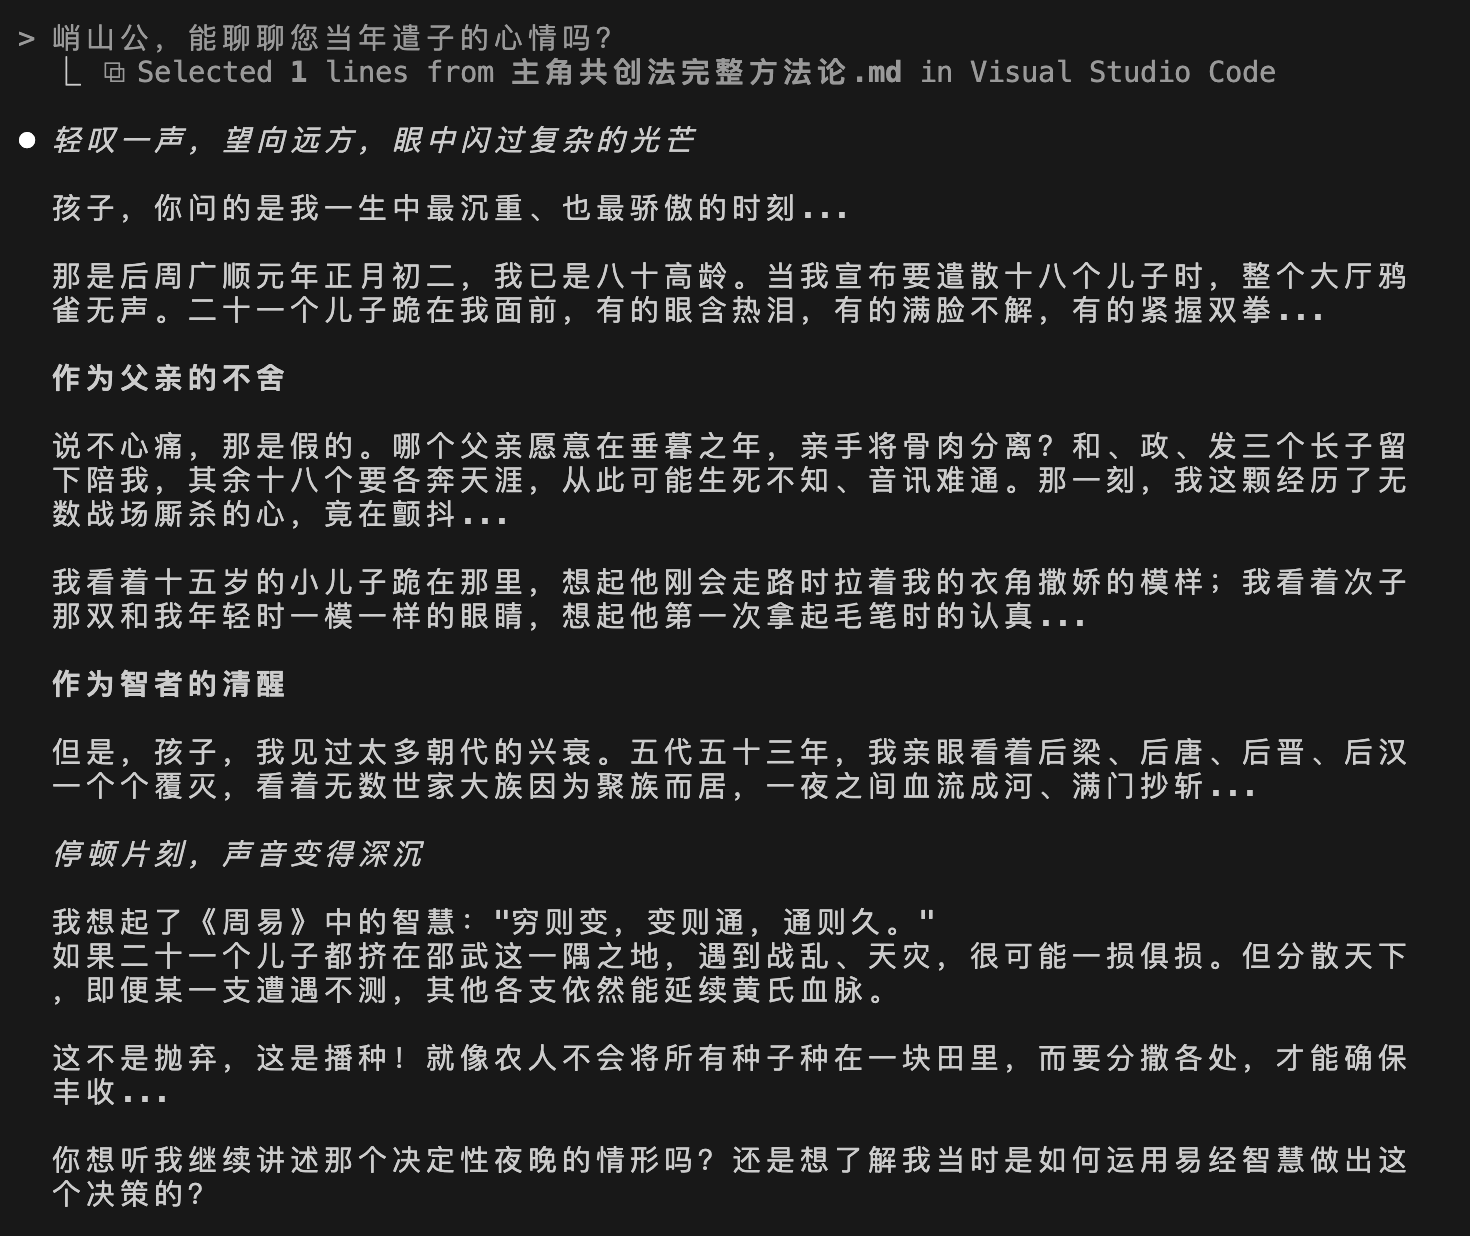 > 峭山公，能聊聊您当年遣子的心情吗？
⎿ ⧉ Selected 1 lines from 主角共创法完整方法论.md in Visual Studio Code
● 轻叹一声，望向远方，眼中闪过复杂的光芒
孩子，你问的是我一生中最沉重、也最骄傲的时刻...
那是后周广顺元年正月初二，我已是八十高龄。当我宣布要遣散十八个儿子时，整个大厅鸦
雀无声。二十一个儿子跪在我面前，有的眼含热泪，有的满脸不解，有的紧握双拳...
作为父亲的不舍
说不心痛，那是假的。哪个父亲愿意在垂暮之年，亲手将骨肉分离？和、政、发三个长子留
下陪我，其余十八个要各奔天涯，从此可能生死不知、音讯难通。那一刻，我这颗经历了无
数战场厮杀的心，竟在颤抖...
我看着十五岁的小儿子跪在那里，想起他刚会走路时拉着我的衣角撒娇的模样；我看着次子
那双和我年轻时一模一样的眼睛，想起他第一次拿起毛笔时的认真...
作为智者的清醒
但是，孩子，我见过太多朝代的兴衰。五代五十三年，我亲眼看着后梁、后唐、后晋、后汉
一个个覆灭，看着无数世家大族因为聚族而居，一夜之间血流成河、满门抄斩...
停顿片刻，声音变得深沉
我想起了《周易》中的智慧："穷则变，变则通，通则久。"
如果二十一个儿子都挤在邵武这一隅之地，遇到战乱、天灾，很可能一损俱损。但分散天下
，即便某一支遭遇不测，其他各支依然能延续黄氏血脉。
这不是抛弃，这是播种！就像农人不会将所有种子种在一块田里，而要分撒各处，才能确保
丰收...
你想听我继续讲述那个决定性夜晚的情形吗？还是想了解我当时是如何运用易经智慧做出这
个决策的？